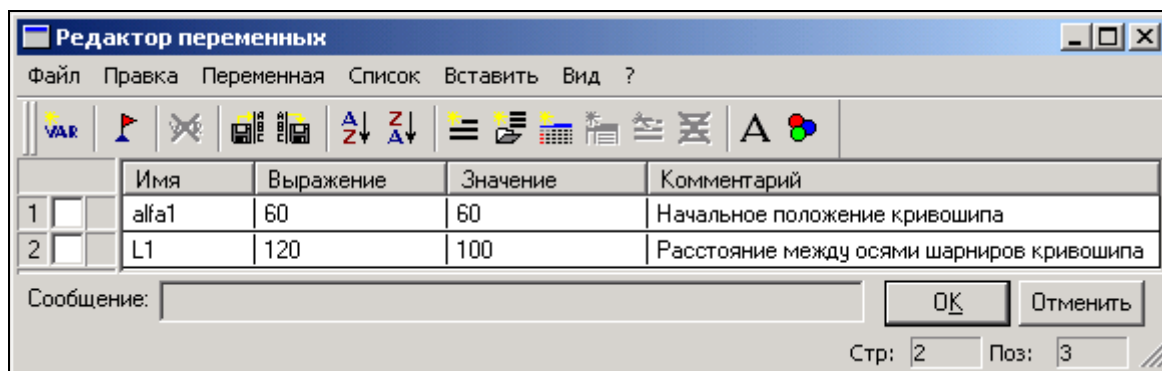 Редактор переменных
Файл Правка Переменная Список Вставить Вид ?
VAR A Z Z A A
Имя Выражение Значение Комментарий
1 alfa1 60 60 Начальное положение кривошипа
2 L1 120 100 Расстояние между осями шарниров кривошипа
Сообщение: OK Отменить
Стр: 2 Поз: 3